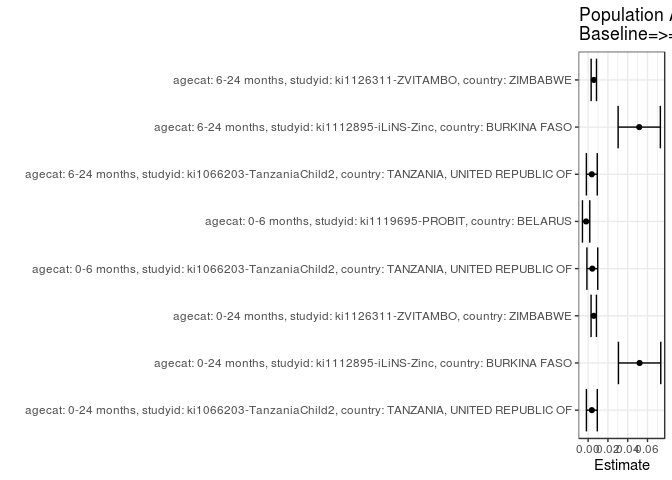 Population
Baseline=>
agecat: 6-24 months, studyid: ki1126311-ZVITAMBO, country: ZIMBABWE
agecat: 6-24 months, studyid: ki1112895-iLiNS-Zinc, country: BURKINA FASO
agecat: 6-24 months, studyid: ki1066203-TanzaniaChild2, country: TANZANIA, UNITED REPUBLIC OF
agecat: 0-6 months, studyid: ki1119695-PROBIT, country: BELARUS
agecat: 0-6 months, studyid: ki1066203-TanzaniaChild2, country: TANZANIA, UNITED REPUBLIC OF
agecat: 0-24 months, studyid: ki1126311-ZVITAMBO, country: ZIMBABWE
agecat: 0-24 months, studyid: ki1112895-iLiNS-Zinc, country: BURKINA FASO
agecat: 0-24 months, studyid: ki1066203-TanzaniaChild2, country: TANZANIA, UNITED REPUBLIC OF
0.00 0.02 0.04 0.06
Estimate